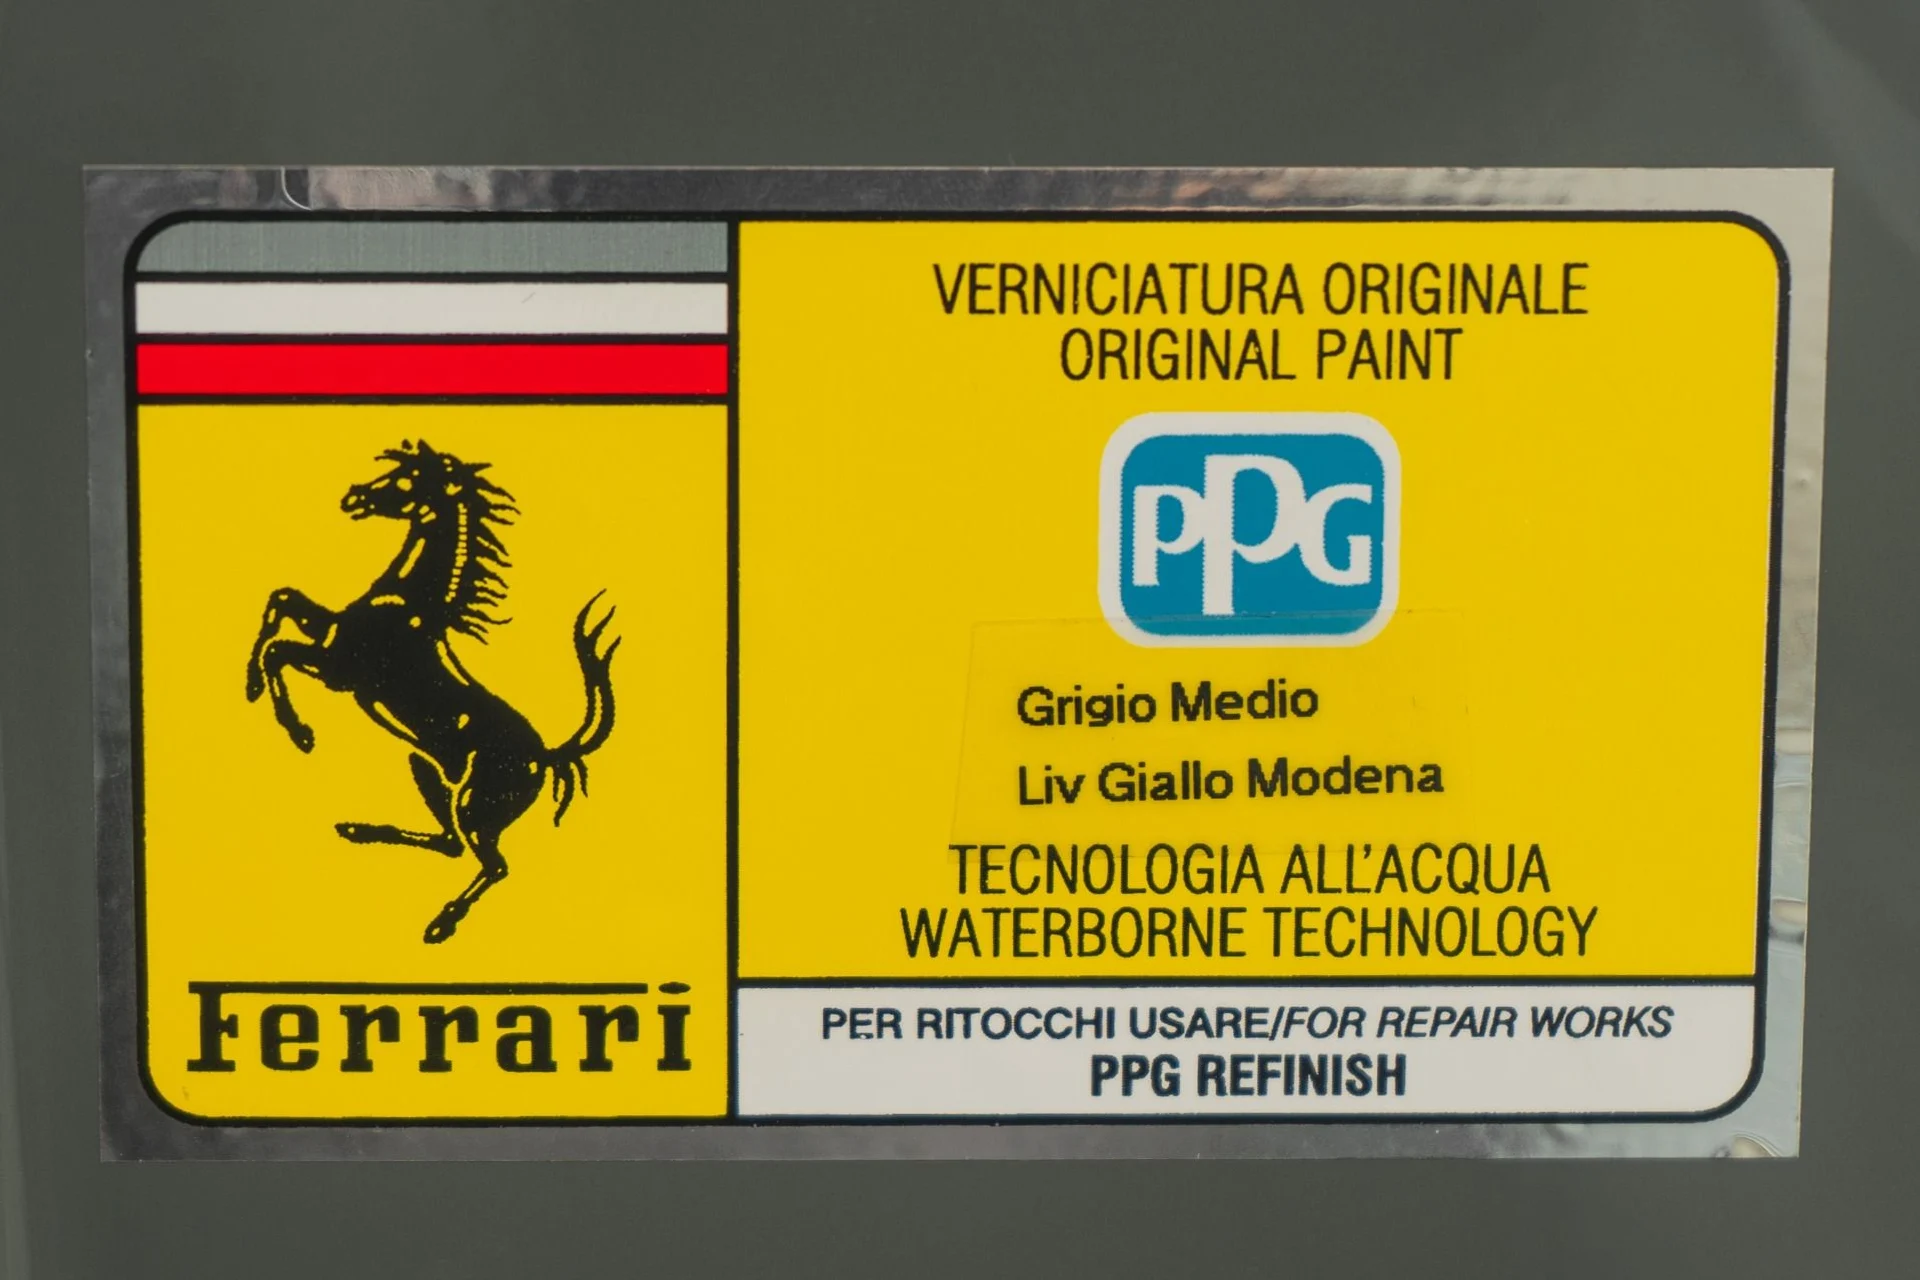 Ferrari
VERNICIATURA ORIGINALE
ORIGINAL PAINT
PPG
Grigio Medio
Liv Giallo Modena
TECNOLOGIA ALL'ACQUA
WATERBORNE TECHNOLOGY
PER RITOCCHI USARE/FOR REPAIR WORKS
PPG REFINISH